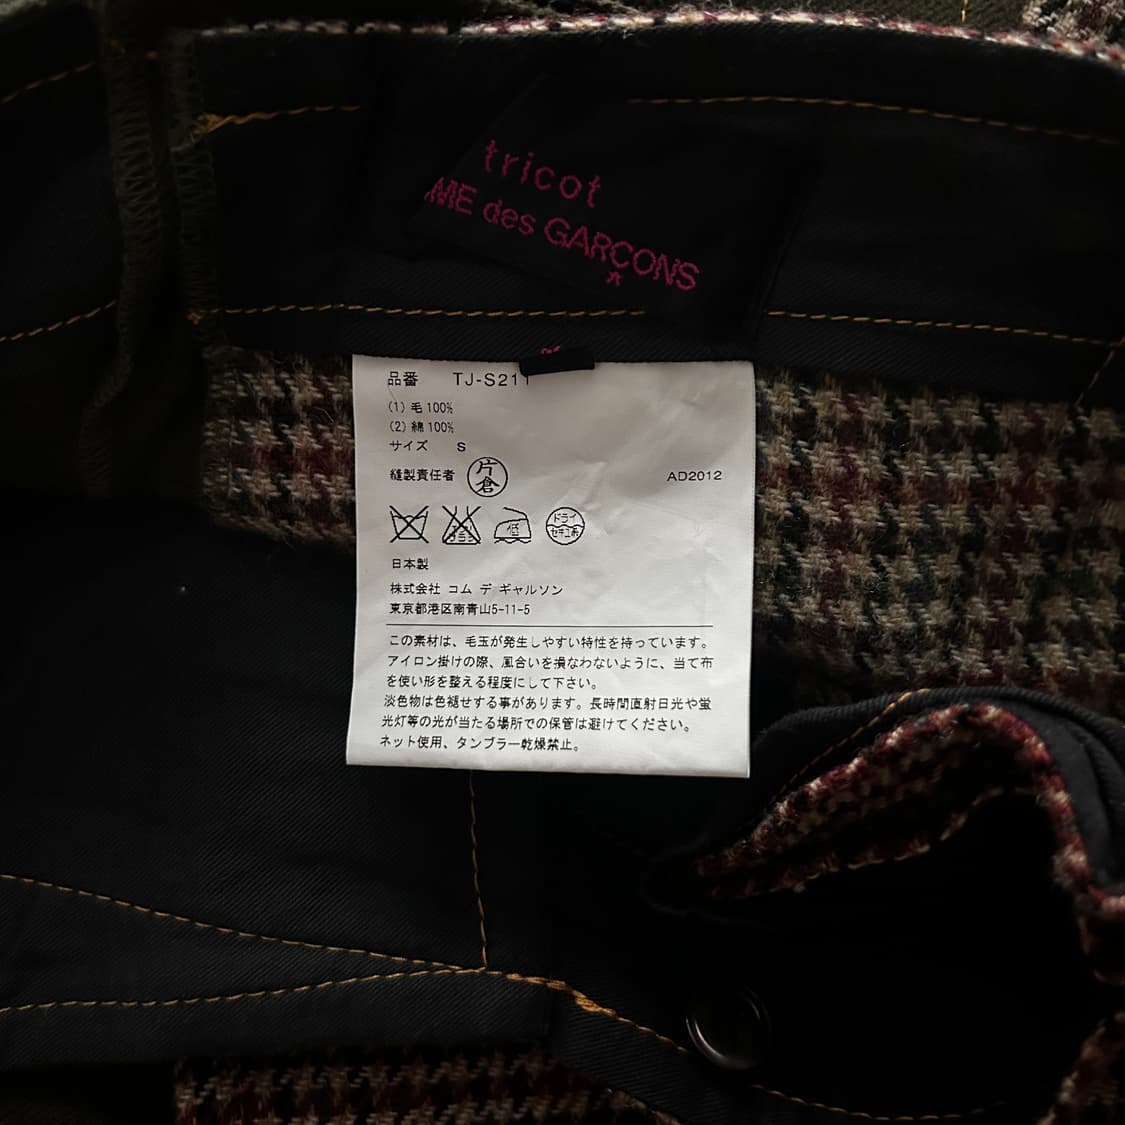 tricot
ME des GARÇONS
品番 TJ-S211
(1) 毛 100%
(2) 綿 100%
サイズ S
縫製責任者 片倉 AD2012
低 ドライ セキユ系
日本製
株式会社 コム デ ギャルソン
東京都港区南青山5-11-5
この素材は、毛玉が発生しやすい特性を持っています。
アイロン掛けの際、風合いを損なわないように、当て布
を使い形を整える程度にして下さい。
淡色物は色褪せする事があります。長時間直射日光や蛍
光灯等の光が当たる場所での保管は避けてください。
ネット使用、タンブラー乾燥禁止。